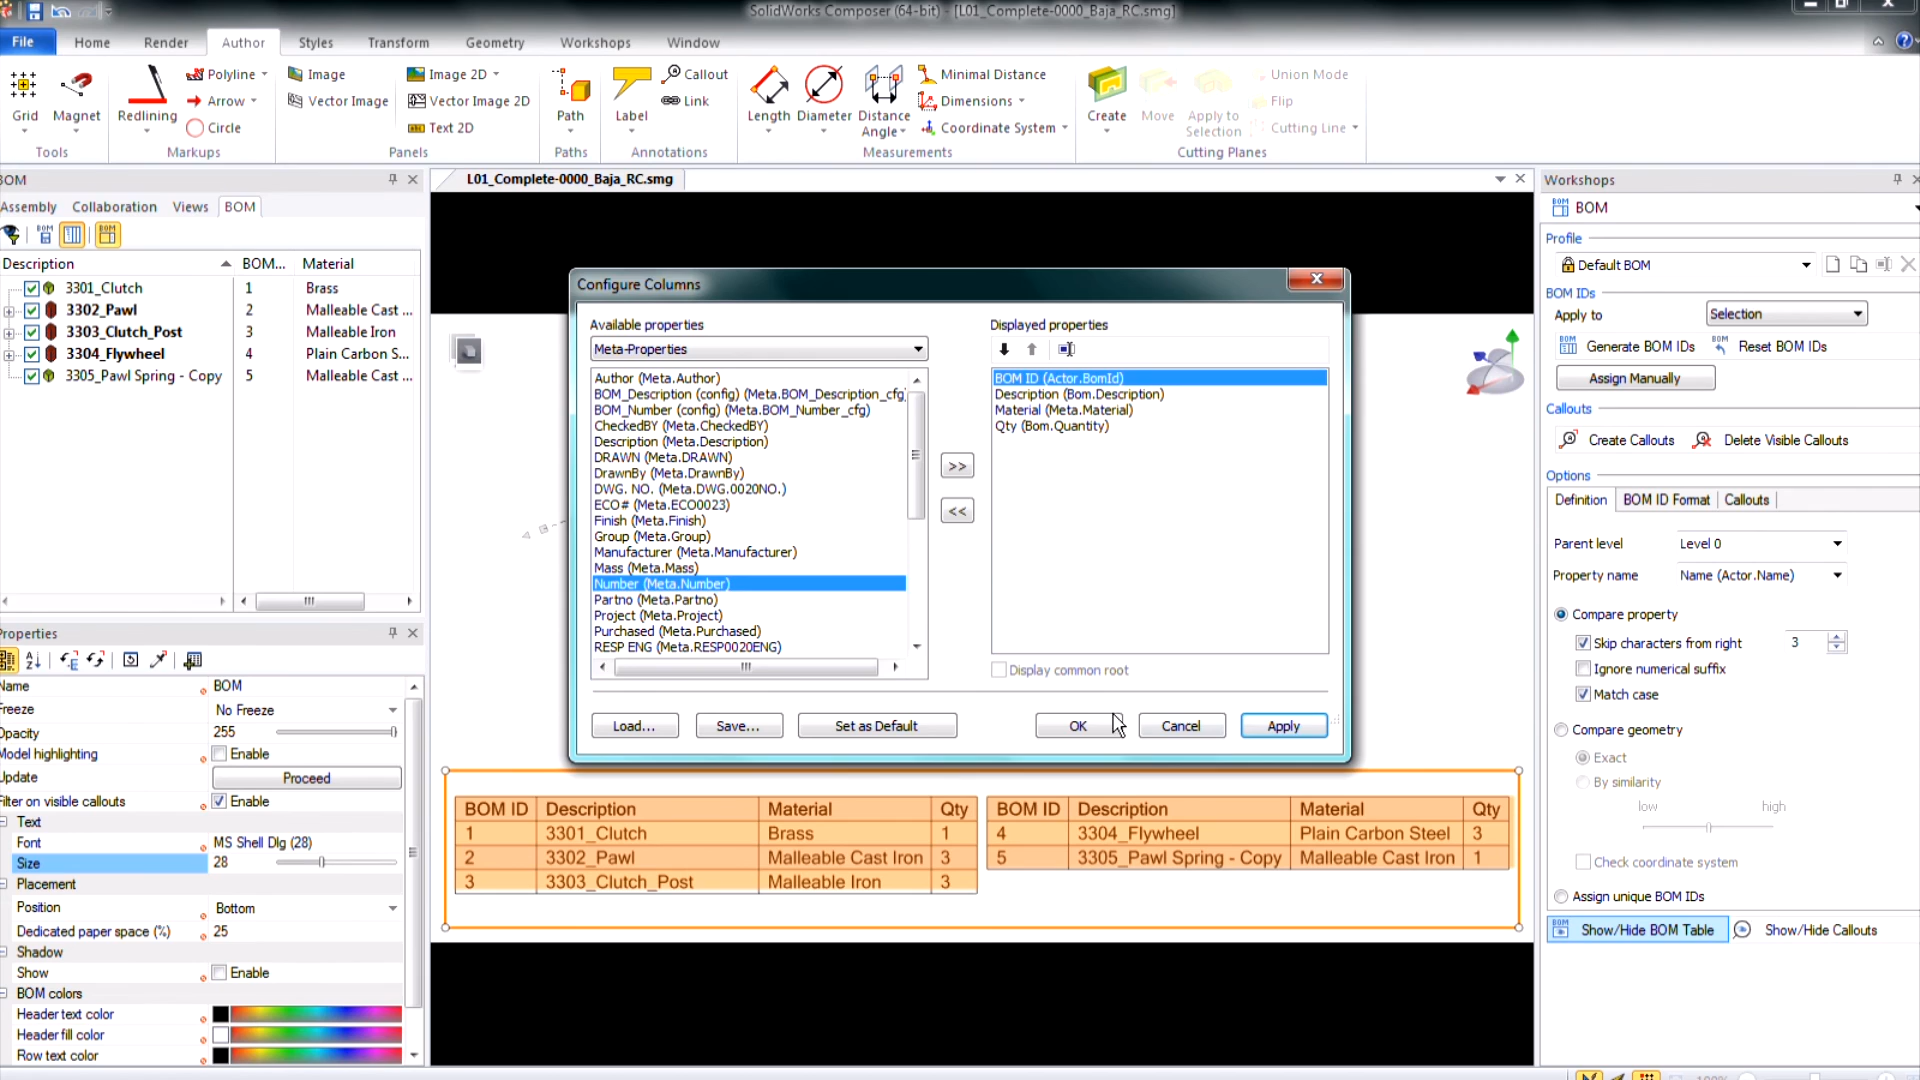 SolidWorks Composer (64-bit) - [L01_Complete-0000_Baja_RC.smg]
File Home Render Author Styles Transform Geometry Workshops Window
Grid Magnet
Tools
Redlining Polyline Arrow Circle
Markups
Image Vector Image Image 2D Vector Image 2D Text 2D
Panels
Path
Paths
Label Callout Link
Annotations
Length Diameter Distance Angle Minimal Distance Dimensions Coordinate System
Measurements
Create Move Apply to Selection Union Mode Flip Cutting Line
Cutting Planes
BOM
Assembly Collaboration Views BOM
Description BOM... Material
3301_Clutch 1 Brass
3302_Pawl 2 Malleable Cast ...
3303_Clutch_Post 3 Malleable Iron
3304_Flywheel 4 Plain Carbon S...
3305_Pawl Spring - Copy 5 Malleable Cast ...
Properties
Name BOM
Freeze No Freeze
Opacity 255
Model highlighting Enable
Update Proceed
Filter on visible callouts Enable
Text
Font MS Shell Dlg (28)
Size 28
Placement
Position Bottom
Dedicated paper space (%) 25
Shadow
Show Enable
BOM colors
Header text color
Header fill color
Row text color
L01_Complete-0000_Baja_RC.smg
Configure Columns
Available properties
Meta-Properties
Author (Meta.Author)
BOM_Description (config) (Meta.BOM_Description_cfg)
BOM_Number (config) (Meta.BOM_Number_cfg)
CheckedBY (Meta.CheckedBY)
Description (Meta.Description)
DRAWN (Meta.DRAWN)
DrawnBy (Meta.DrawnBy)
DWG. NO. (Meta.DWG.0020NO.)
ECO# (Meta.ECO0023)
Finish (Meta.Finish)
Group (Meta.Group)
Manufacturer (Meta.Manufacturer)
Mass (Meta.Mass)
Number (Meta.Number)
Partno (Meta.Partno)
Project (Meta.Project)
Purchased (Meta.Purchased)
RESP ENG (Meta.RESP0020ENG)
>>
<<
Displayed properties
BOM ID (Actor.BomId)
Description (Bom.Description)
Material (Meta.Material)
Qty (Bom.Quantity)
Display common root
Load... Save... Set as Default OK Cancel Apply
BOM ID Description Material Qty
1 3301_Clutch Brass 1
2 3302_Pawl Malleable Cast Iron 3
3 3303_Clutch_Post Malleable Iron 3
BOM ID Description Material Qty
4 3304_Flywheel Plain Carbon Steel 3
5 3305_Pawl Spring - Copy Malleable Cast Iron 1
Workshops
BOM
Profile
Default BOM
BOM IDs
Apply to Selection
Generate BOM IDs Reset BOM IDs
Assign Manually
Callouts
Create Callouts Delete Visible Callouts
Options
Definition BOM ID Format Callouts
Parent level Level 0
Property name Name (Actor.Name)
Compare property
Skip characters from right 3
Ignore numerical suffix
Match case
Compare geometry
Exact
By similarity
low high
Check coordinate system
Assign unique BOM IDs
Show/Hide BOM Table Show/Hide Callouts